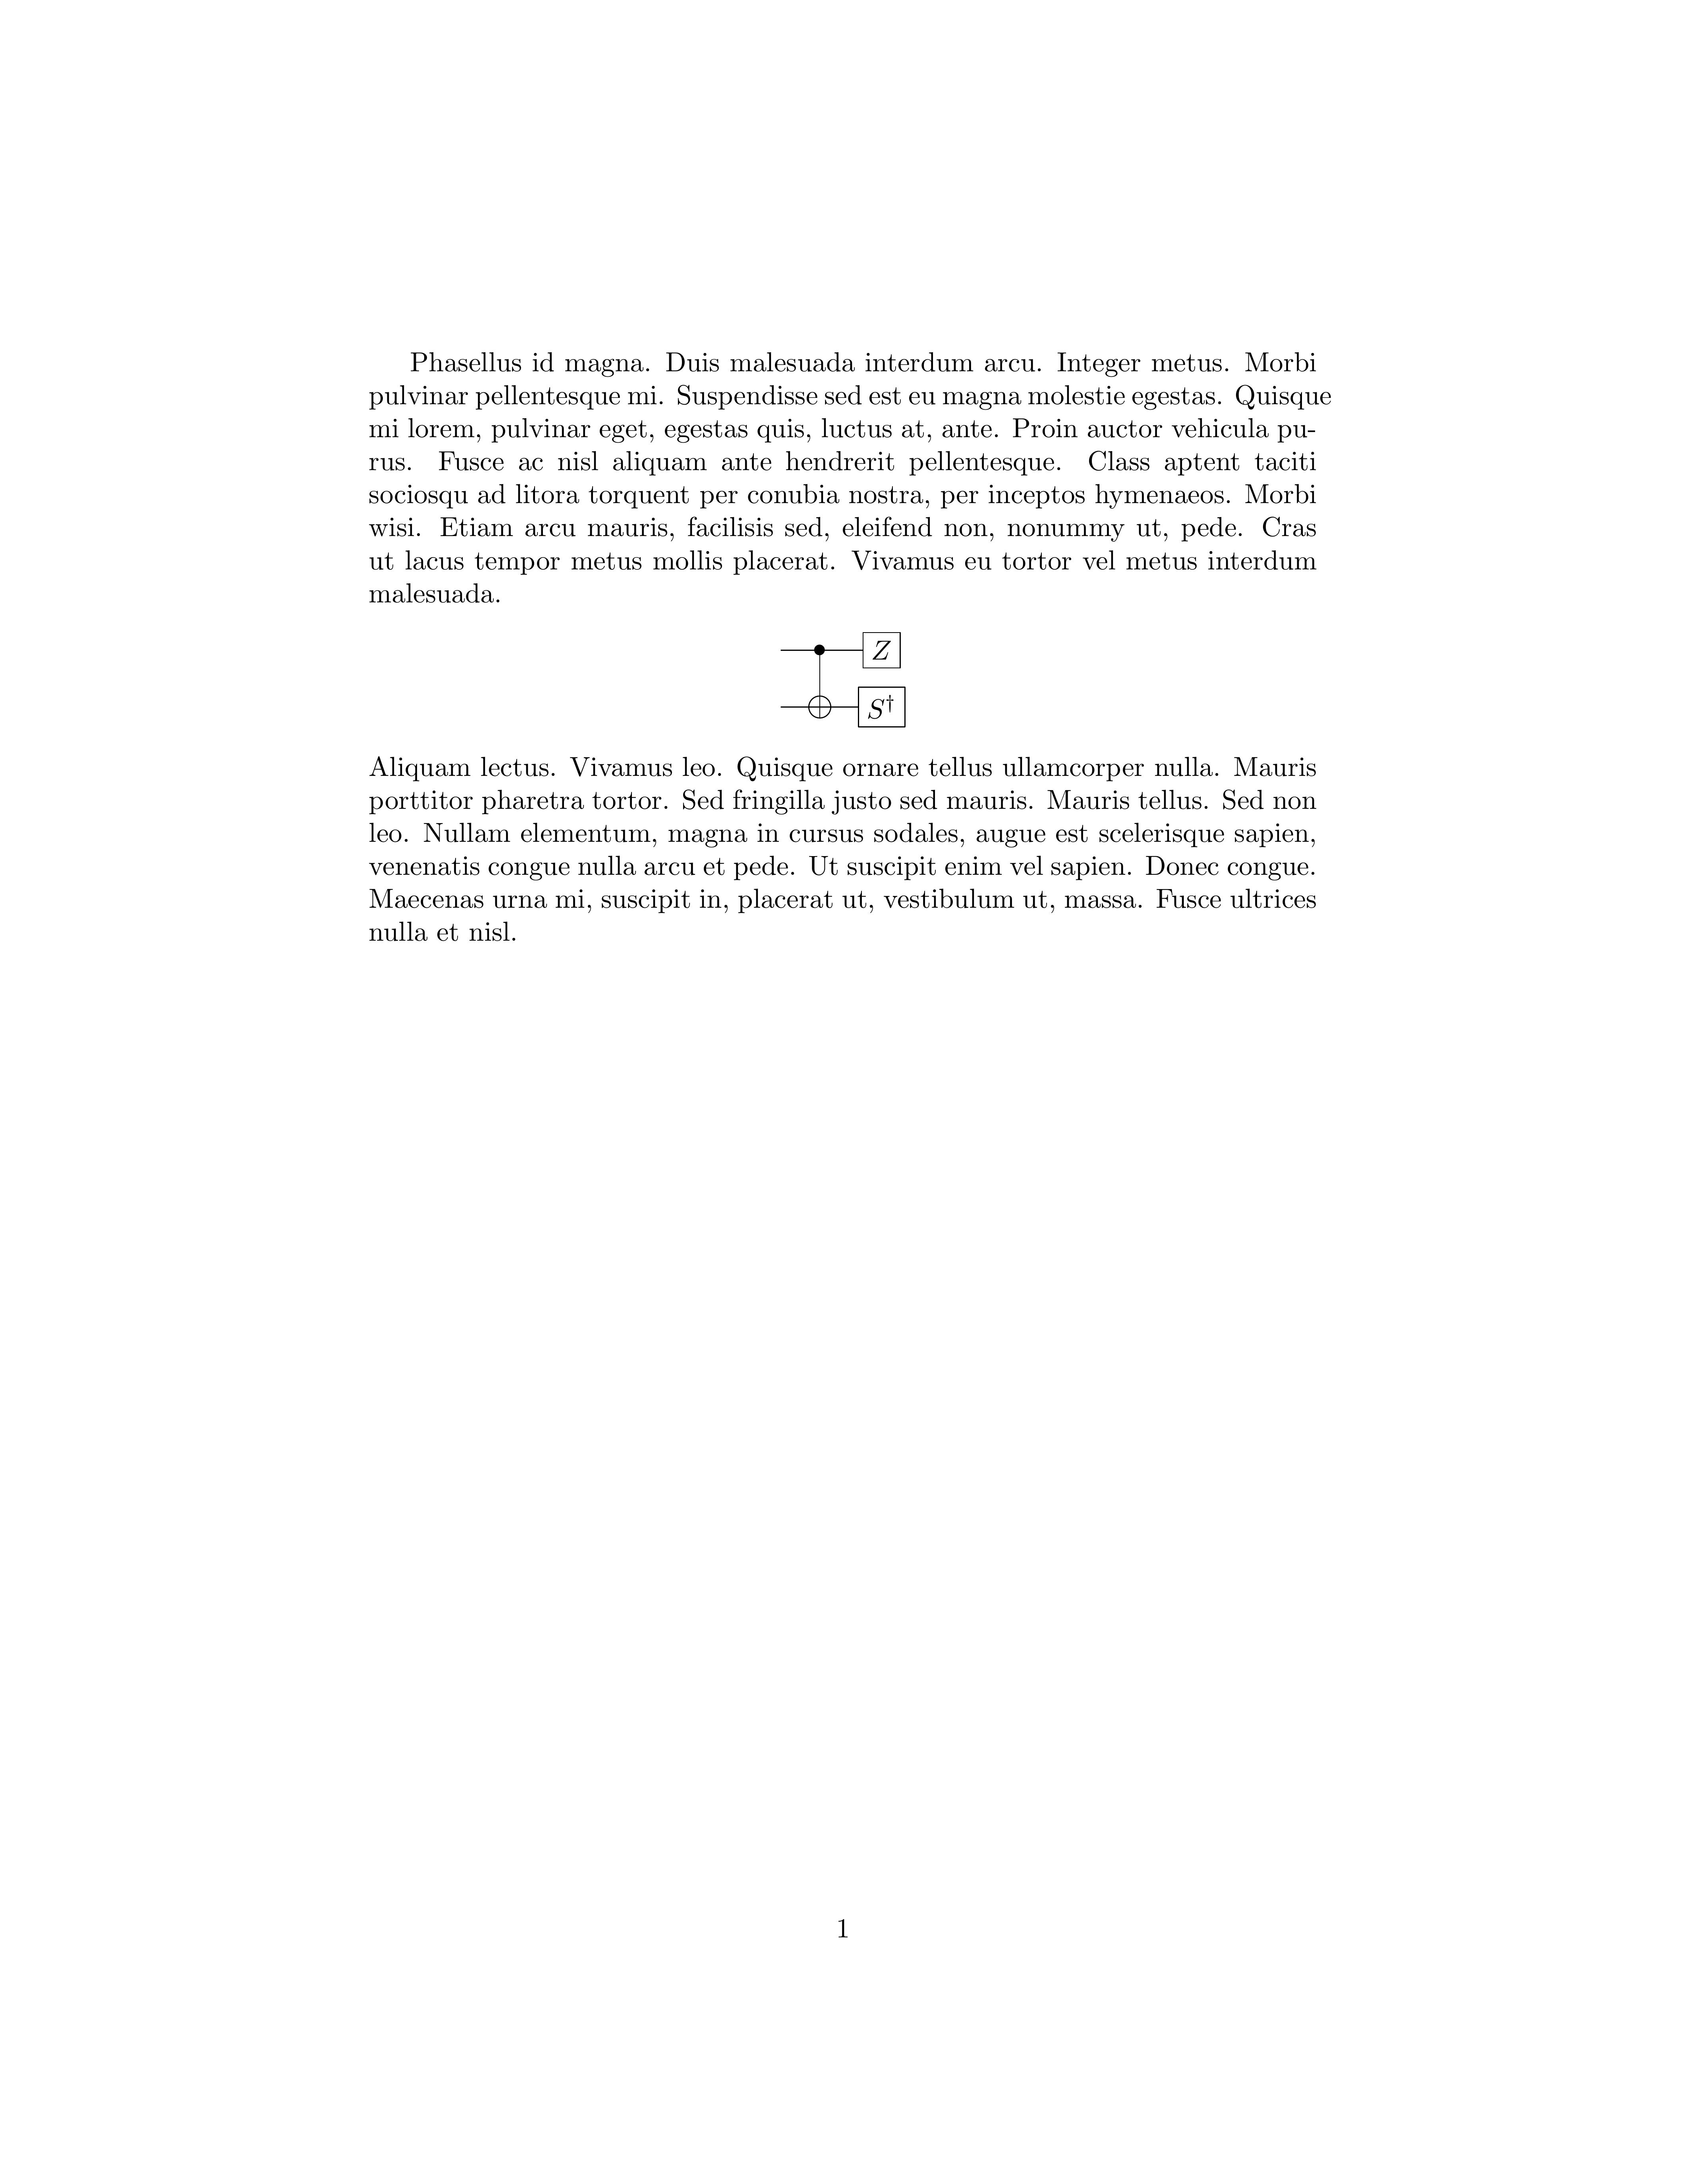 Phasellus id magna. Duis malesuada interdum arcu. Integer metus. Morbi
pulvinar pellentesque mi. Suspendisse sed est eu magna molestie egestas. Quisque
mi lorem, pulvinar eget, egestas quis, luctus at, ante. Proin auctor vehicula pu-
rus. Fusce ac nisl aliquam ante hendrerit pellentesque. Class aptent taciti
sociosqu ad litora torquent per conubia nostra, per inceptos hymenaeos. Morbi
wisi. Etiam arcu mauris, facilisis sed, eleifend non, nonummy ut, pede. Cras
ut lacus tempor metus mollis placerat. Vivamus eu tortor vel metus interdum
malesuada.
Z
S†
Aliquam lectus. Vivamus leo. Quisque ornare tellus ullamcorper nulla. Mauris
porttitor pharetra tortor. Sed fringilla justo sed mauris. Mauris tellus. Sed non
leo. Nullam elementum, magna in cursus sodales, augue est scelerisque sapien,
venenatis congue nulla arcu et pede. Ut suscipit enim vel sapien. Donec congue.
Maecenas urna mi, suscipit in, placerat ut, vestibulum ut, massa. Fusce ultrices
nulla et nisl.
1